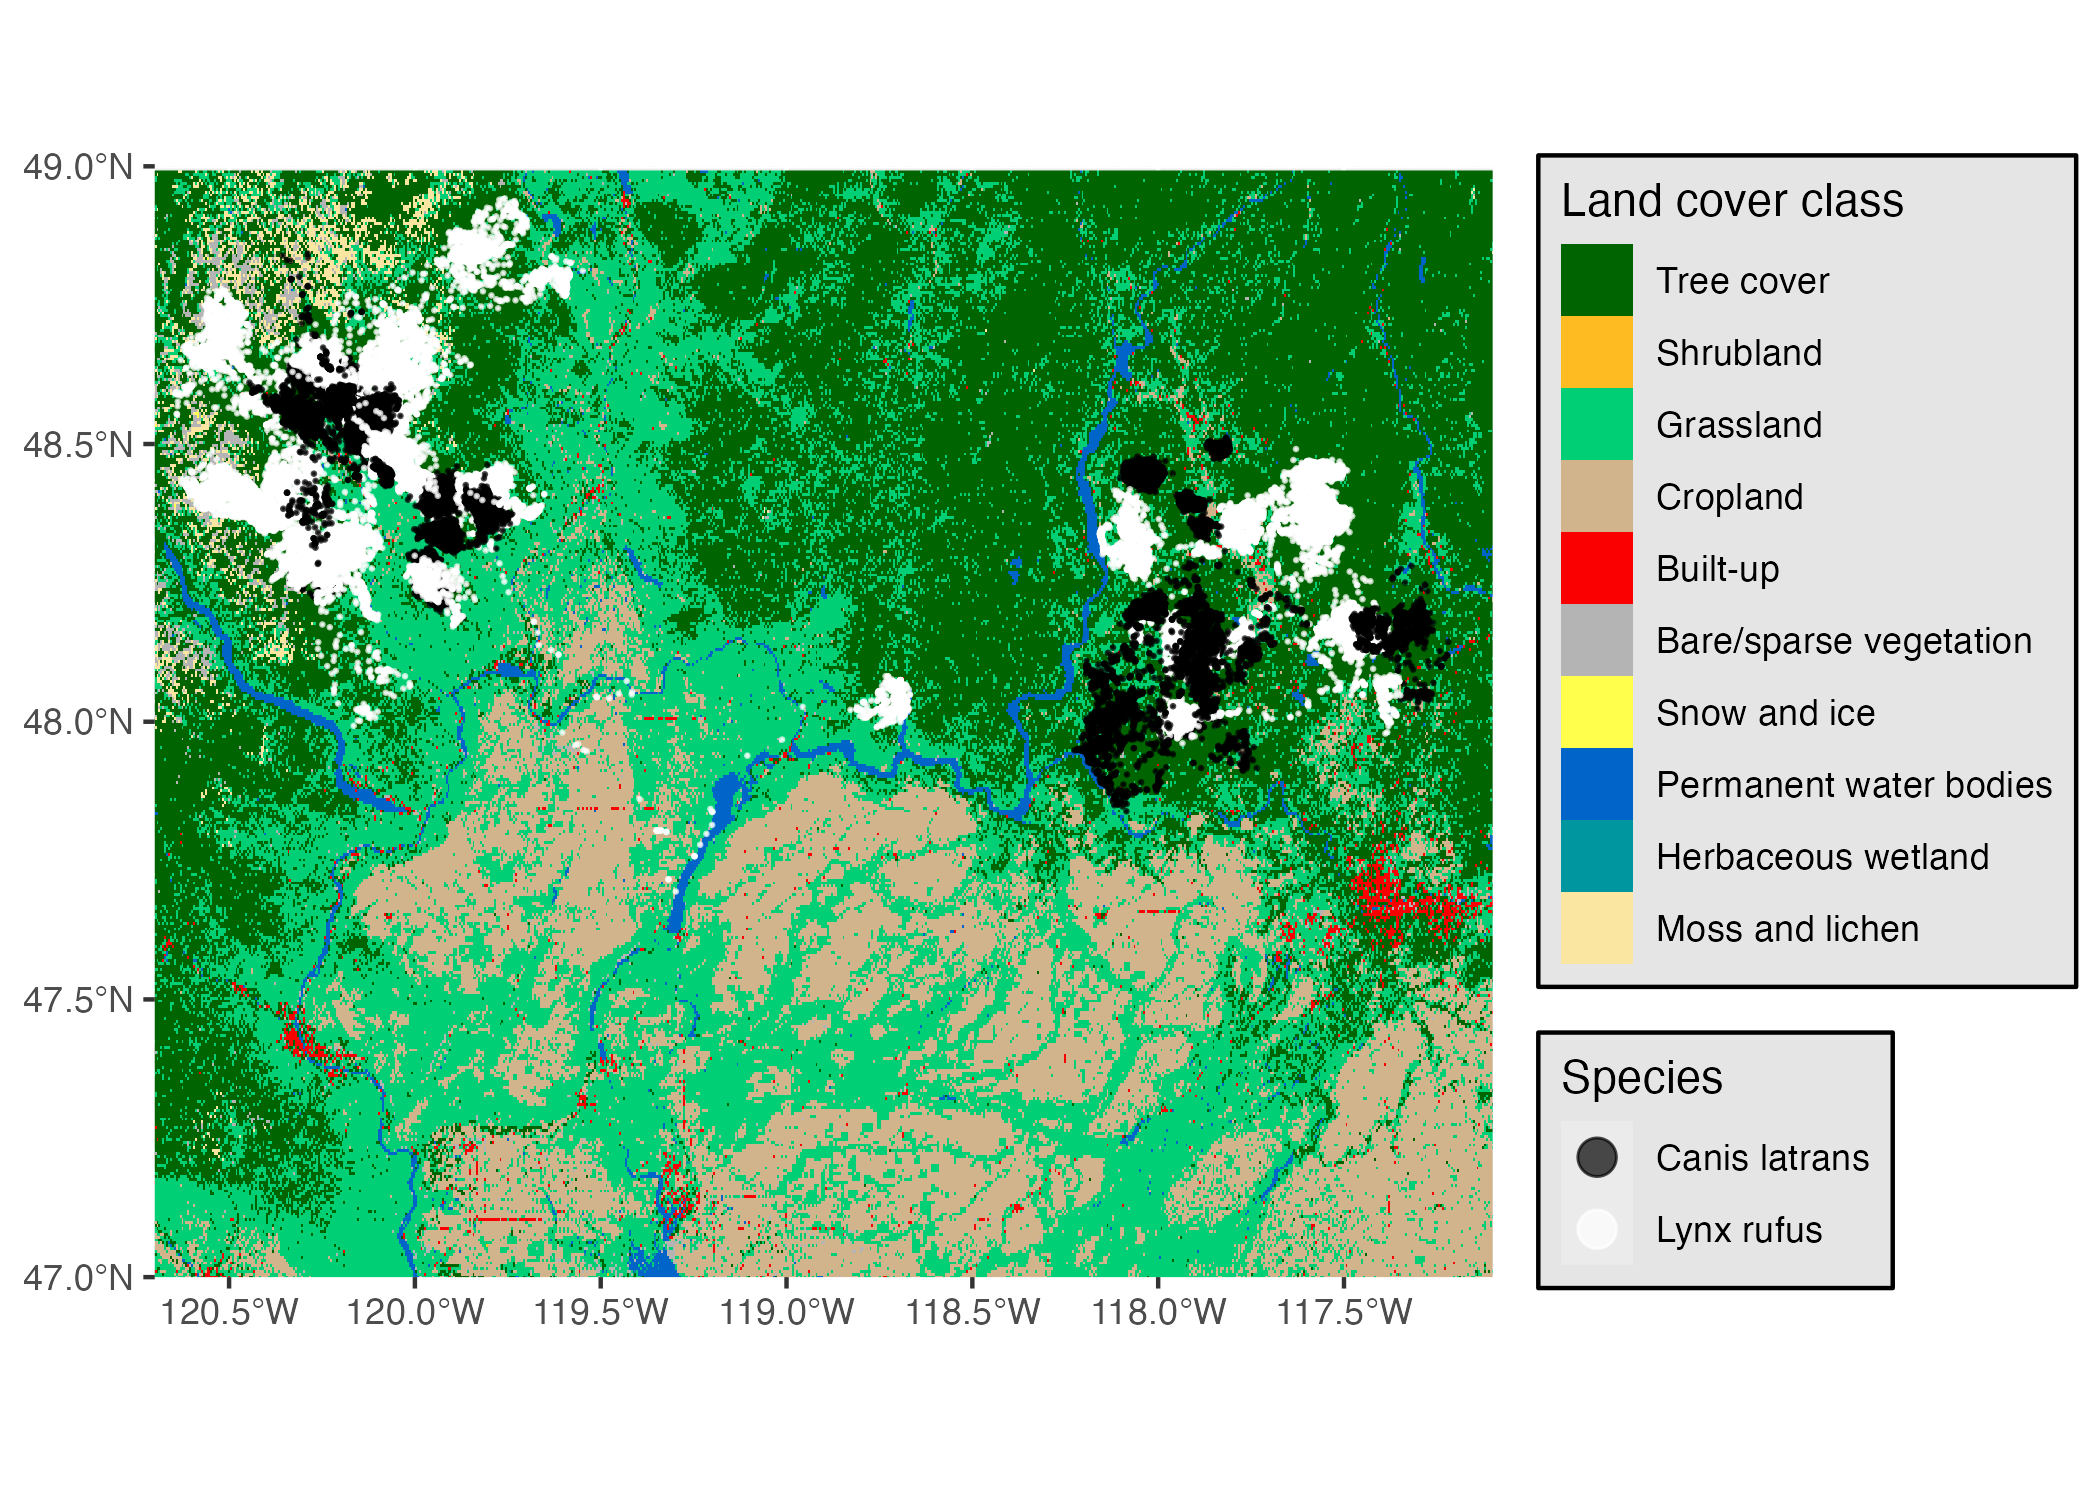 49.0°N
48.5°N
48.0°N
47.5°N
47.0°N
120.5°W 120.0°W 119.5°W 119.0°W 118.5°W 118.0°W 117.5°W
Land cover class
Tree cover
Shrubland
Grassland
Cropland
Built-up
Bare/sparse vegetation
Snow and ice
Permanent water bodies
Herbaceous wetland
Moss and lichen
Species
Canis latrans
Lynx rufus